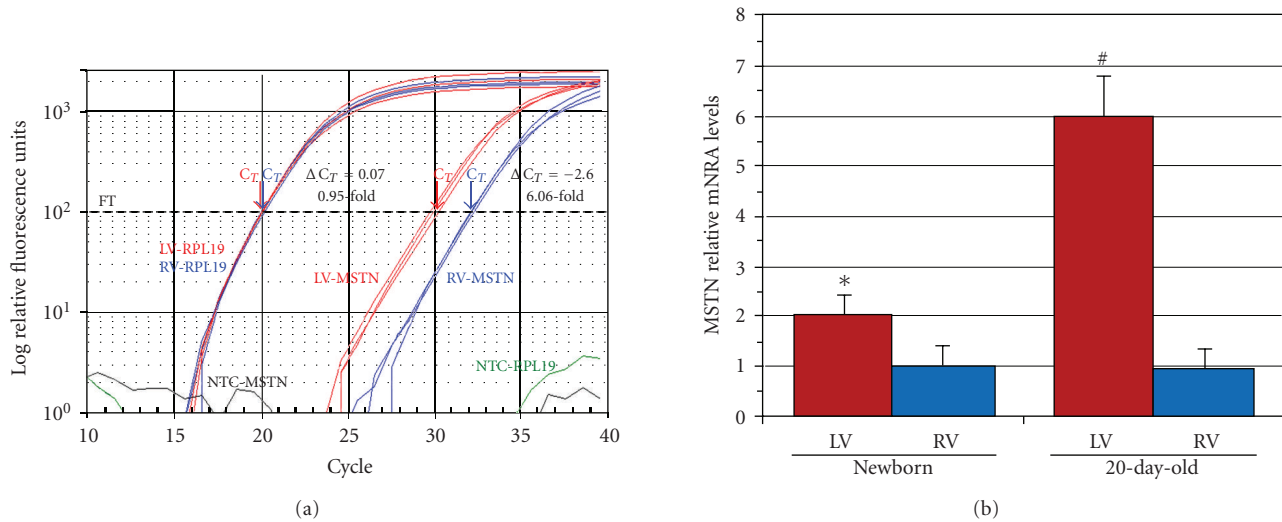 Log relative fluorescence units
10³
10²
10¹
10⁰
FT
C_T C_T
Δ C_T = 0.07
0.95-fold
C_T C_T
Δ C_T = −2.6
6.06-fold
LV-RPL19
RV-RPL19
LV-MSTN
RV-MSTN
NTC-MSTN
NTC-RPL19
10 15 20 25 30 35 40
Cycle
(a)
MSTN relative mNRA levels
8
7
6
5
4
3
2
1
0
*
#
LV RV LV RV
Newborn 20-day-old
(b)